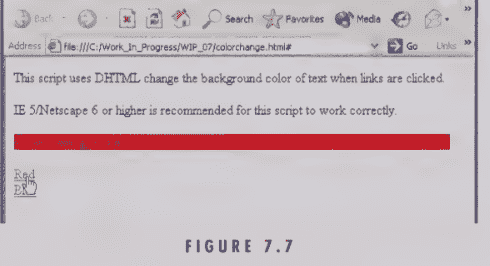 Back Search Favorites Media
Address file:///C:/Work_In_Progress/WIP_07/colorchange.html# Go Links »
This script uses DHTML change the background color of text when links are clicked.
IE 5/Netscape 6 or higher is recommended for this script to work correctly.
Red
FIGURE 7.7